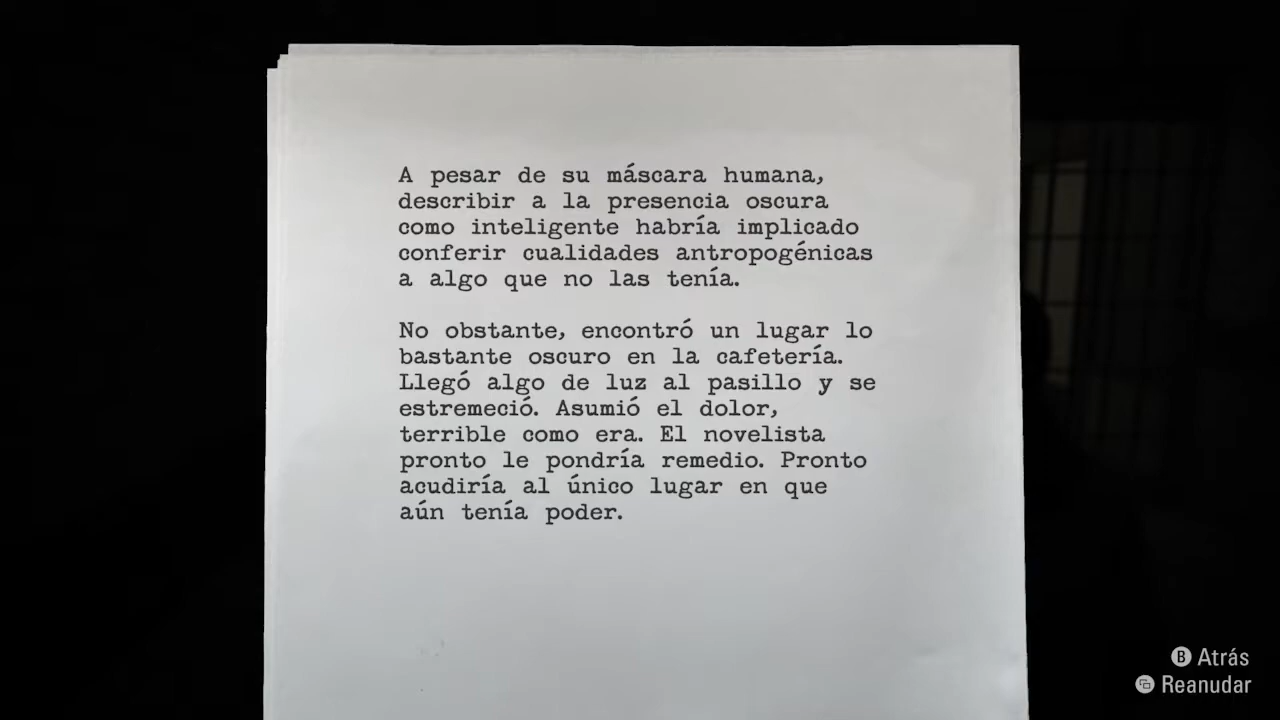 A pesar de su máscara humana,
describir a la presencia oscura
como inteligente habría implicado
conferir cualidades antropogénicas
a algo que no las tenía.
No obstante, encontró un lugar lo
bastante oscuro en la cafetería.
Llegó algo de luz al pasillo y se
estremeció. Asumió el dolor,
terrible como era. El novelista
pronto le pondría remedio. Pronto
acudiría al único lugar en que
aún tenía poder.
B Atrás
Reanudar